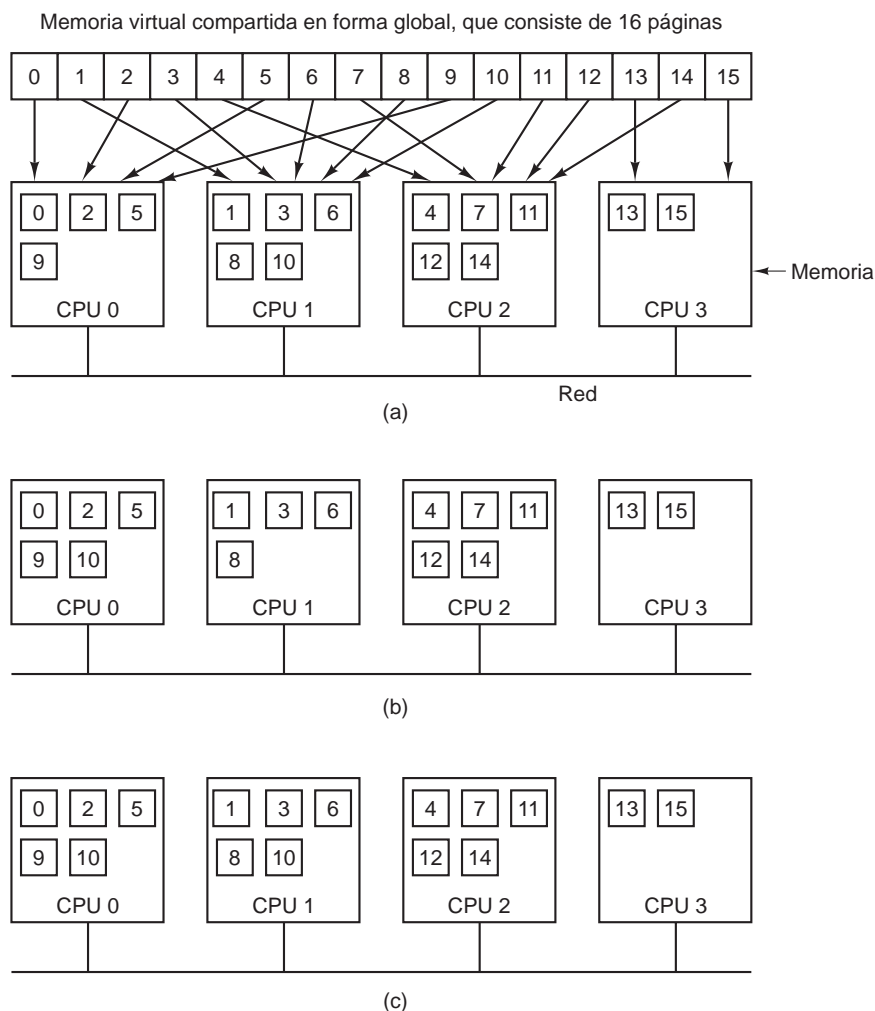 Memoria virtual compartida en forma global, que consiste de 16 páginas
0 1 2 3 4 5 6 7 8 9 10 11 12 13 14 15
0 2 5 1 3 6 4 7 11 13 15
9 8 10 12 14
Memoria
CPU 0 CPU 1 CPU 2 CPU 3
Red
(a)
0 2 5 1 3 6 4 7 11 13 15
9 10 8 12 14
CPU 0 CPU 1 CPU 2 CPU 3
(b)
0 2 5 1 3 6 4 7 11 13 15
9 10 8 10 12 14
CPU 0 CPU 1 CPU 2 CPU 3
(c)